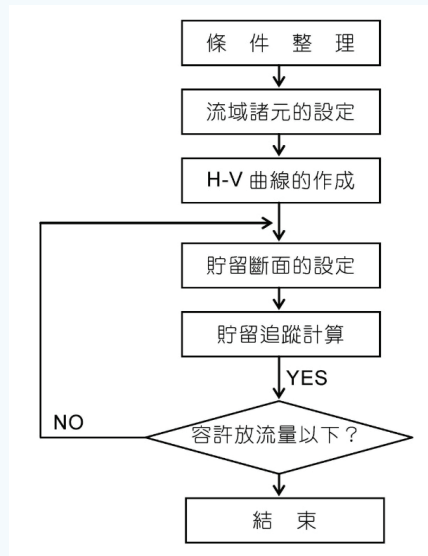 條件整理
流域諸元的設定
H-V 曲線的作成
貯留斷面的設定
貯留追蹤計算
YES
NO
容許放流量以下？
結束